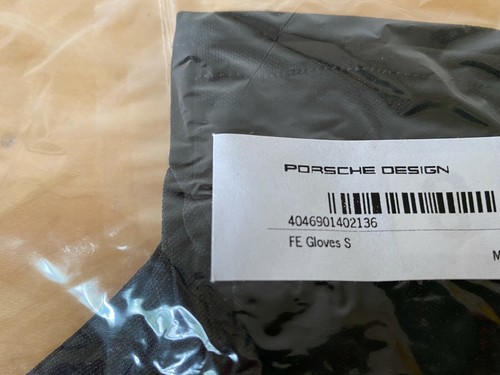 PORSCHE DESIGN
4046901402136
FE Gloves S
M